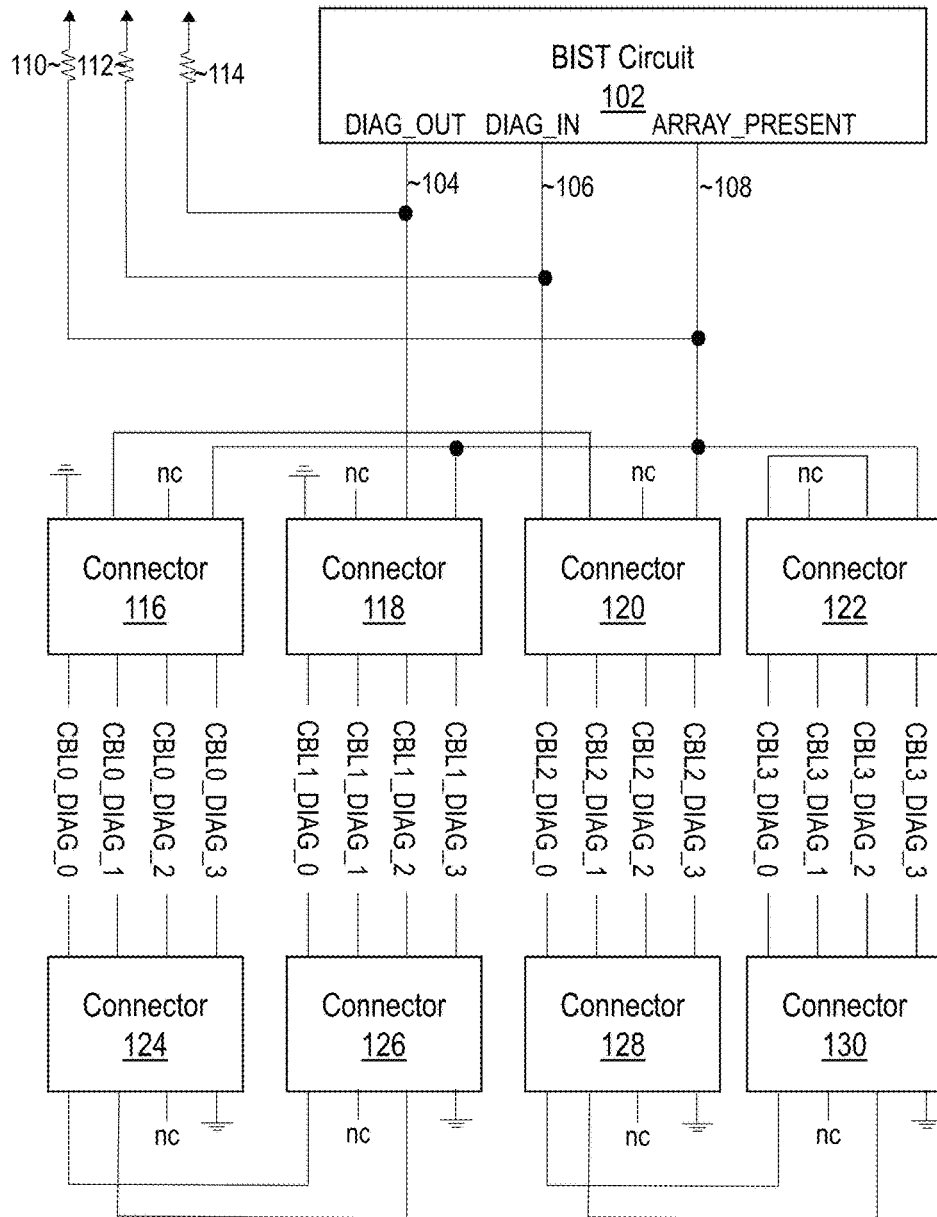 110~ 112~ ~114
BIST Circuit
102
DIAG_OUT DIAG_IN ARRAY_PRESENT
~104 ~106 ~108
nc nc nc nc
Connector
116
Connector
118
Connector
120
Connector
122
CBL0_DIAG_0
CBL0_DIAG_1
CBL0_DIAG_2
CBL0_DIAG_3
CBL1_DIAG_0
CBL1_DIAG_1
CBL1_DIAG_2
CBL1_DIAG_3
CBL2_DIAG_0
CBL2_DIAG_1
CBL2_DIAG_2
CBL2_DIAG_3
CBL3_DIAG_0
CBL3_DIAG_1
CBL3_DIAG_2
CBL3_DIAG_3
Connector
124
Connector
126
Connector
128
Connector
130
nc nc nc nc